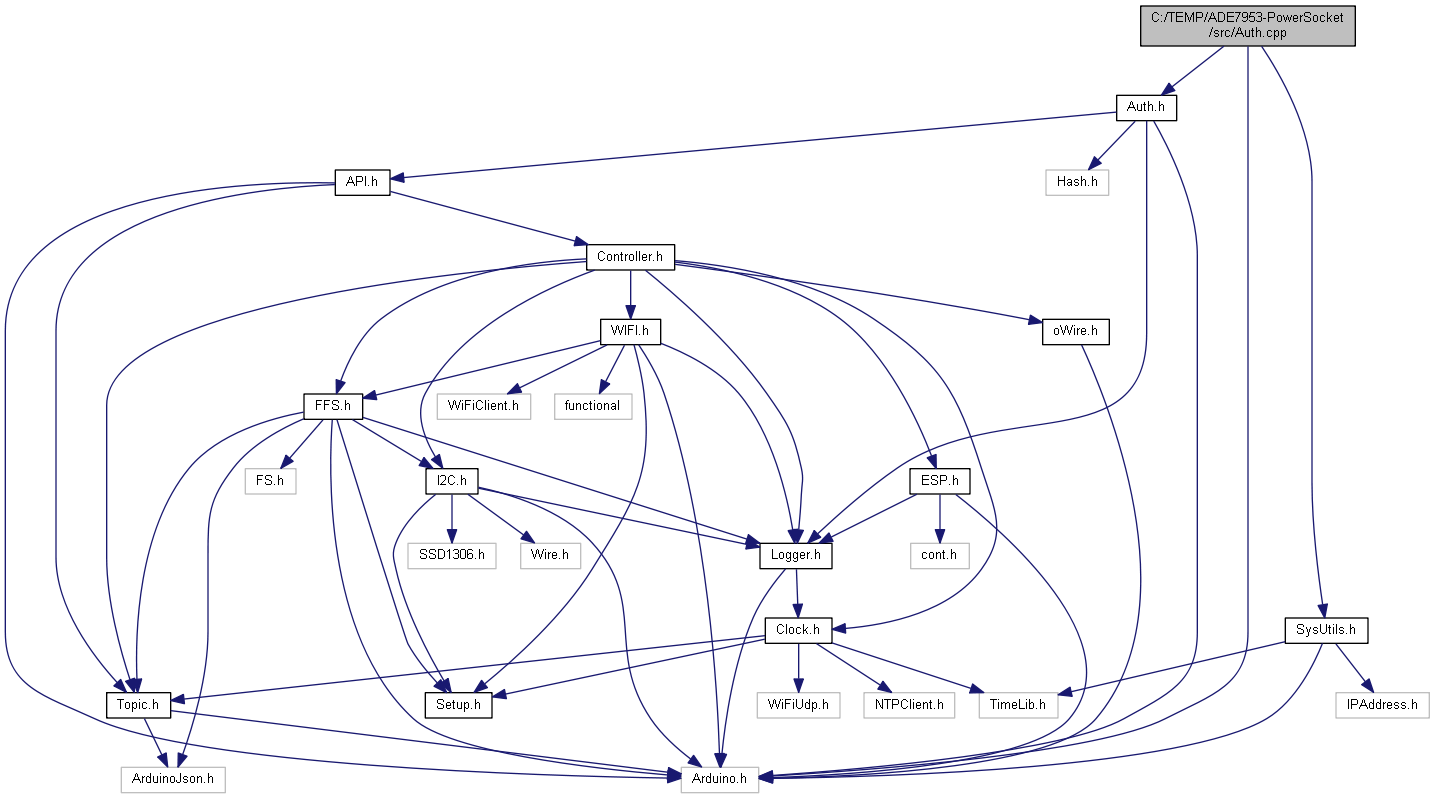 C:/TEMP/ADE7953-PowerSocket
/src/Auth.cpp
Auth.h
API.h
Hash.h
Controller.h
WIFI.h
oWire.h
FFS.h
WiFiClient.h
functional
FS.h
I2C.h
ESP.h
SSD1306.h
Wire.h
Logger.h
cont.h
Clock.h
SysUtils.h
Topic.h
Setup.h
WiFiUdp.h
NTPClient.h
TimeLib.h
IPAddress.h
ArduinoJson.h
Arduino.h